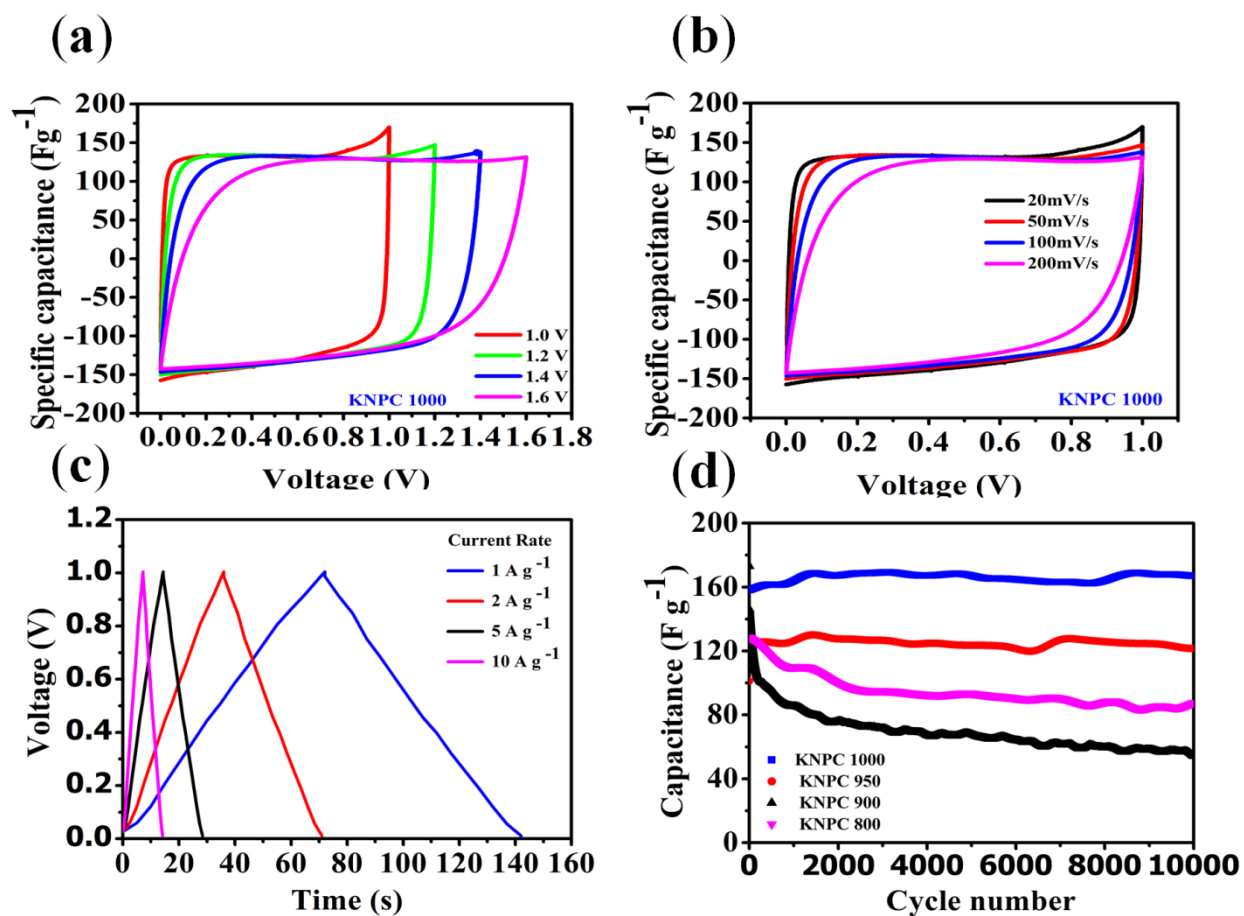 (a)
Specific capacitance (Fg⁻¹)
200
150
100
50
0
-50
-100
-150
-200
1.0 V
1.2 V
1.4 V
1.6 V
KNPC 1000
0.0 0.2 0.4 0.6 0.8 1.0 1.2 1.4 1.6 1.8
Voltage (V)
(b)
Specific capacitance (F g⁻¹)
200
150
100
50
0
-50
-100
-150
-200
20mV/s
50mV/s
100mV/s
200mV/s
KNPC 1000
0.0 0.2 0.4 0.6 0.8 1.0
Voltage (V)
(c)
Voltage (V)
1.2
1.0
0.8
0.6
0.4
0.2
0.0
Current Rate
1 A g⁻¹
2 A g⁻¹
5 A g⁻¹
10 A g⁻¹
0 20 40 60 80 100 120 140 160
Time (s)
(d)
Capacitance (F g⁻¹)
200
160
120
80
40
0
KNPC 1000
KNPC 950
KNPC 900
KNPC 800
0 2000 4000 6000 8000 10000
Cycle number